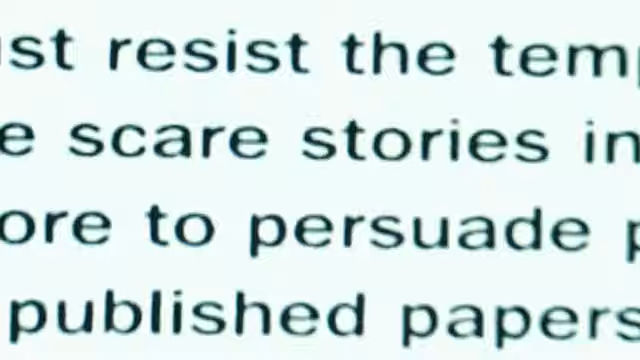 ust resist the temp
e scare stories in
ore to persuade p
published papers